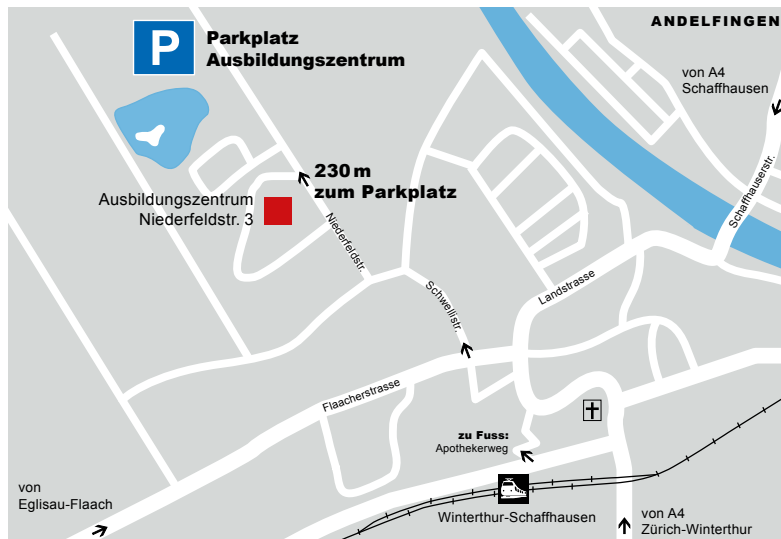 ANDELFINGEN
P
Parkplatz
Ausbildungszentrum
von A4
Schaffhausen
230 m
zum Parkplatz
Ausbildungszentrum
Niederfeldstr. 3
Niederfeldstr.
Schaffhauserstr.
Landstrasse
Schwellistr.
Flaacherstrasse
zu Fuss:
Apothekerweg
von
Eglisau-Flaach
Winterthur-Schaffhausen
von A4
Zürich-Winterthur